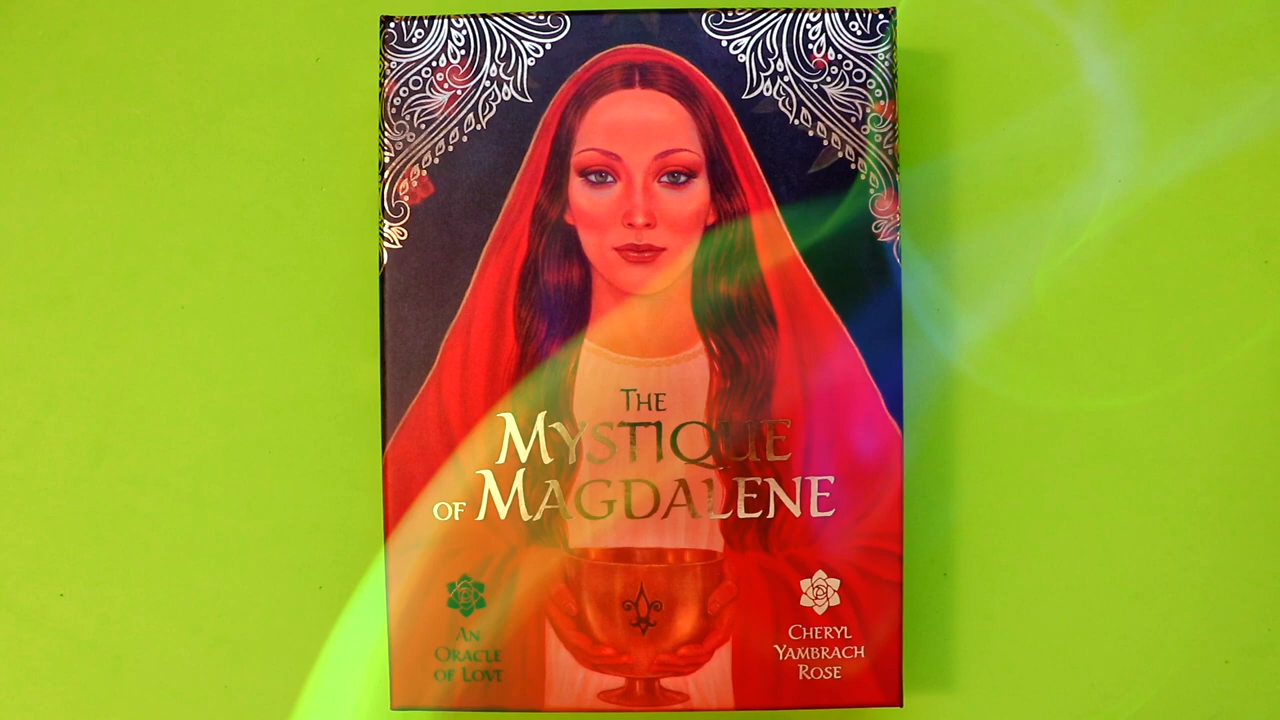 The
Mystique
of Magdalene
An
Oracle
of Love
Cheryl
Yambrach
Rose